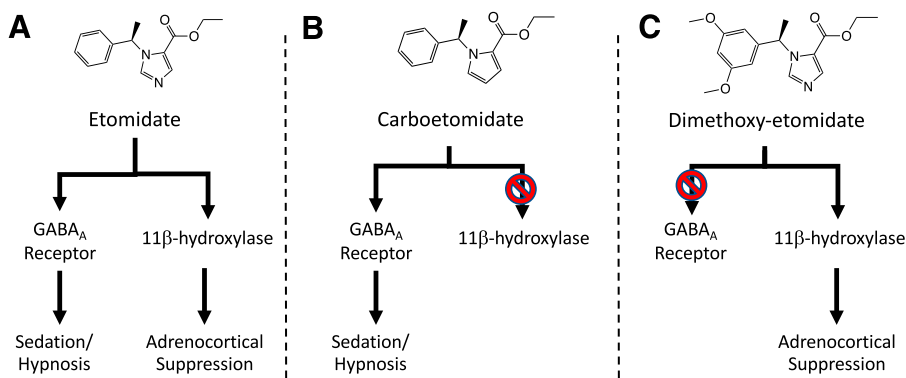 A
O
O
N
N
Etomidate
GABAA
Receptor
11β-hydroxylase
Sedation/
Hypnosis
Adrenocortical
Suppression
B
O
O
N
Carboetomidate
GABAA
Receptor
11β-hydroxylase
Sedation/
Hypnosis
C
O
O
O
O
N
N
Dimethoxy-etomidate
GABAA
Receptor
11β-hydroxylase
Adrenocortical
Suppression